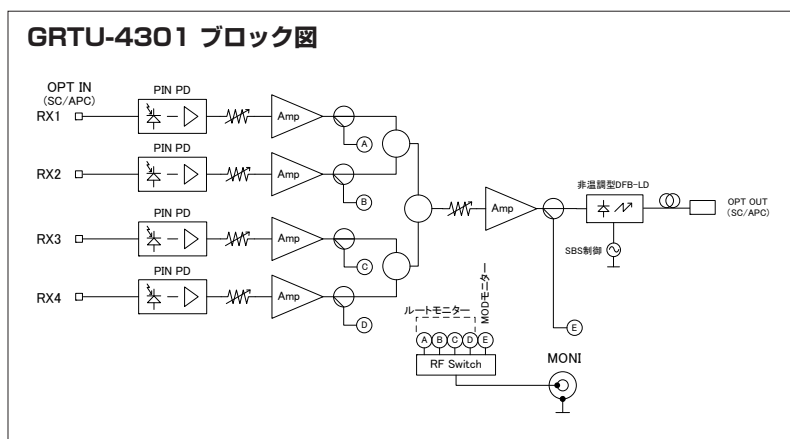 GRTU-4301 ブロック図
OPT IN
(SC/APC)
PIN PD
RX1
Amp
A
PIN PD
RX2
Amp
B
PIN PD
RX3
Amp
C
PIN PD
RX4
Amp
D
Amp
非温調型DFB-LD
OPT OUT
(SC/APC)
SBS制御
E
ルートモニター
MODモニター
A B C D E
RF Switch
MONI